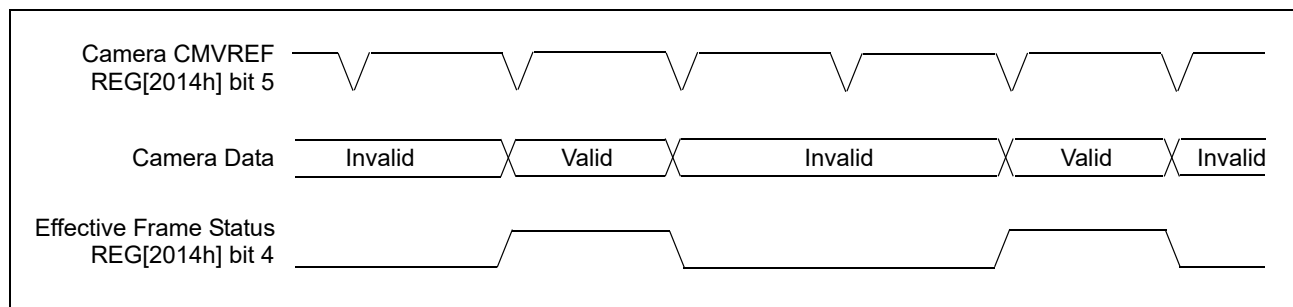 Camera CMVREF
REG[2014h] bit 5
Camera Data
Invalid
Valid
Invalid
Valid
Invalid
Effective Frame Status
REG[2014h] bit 4